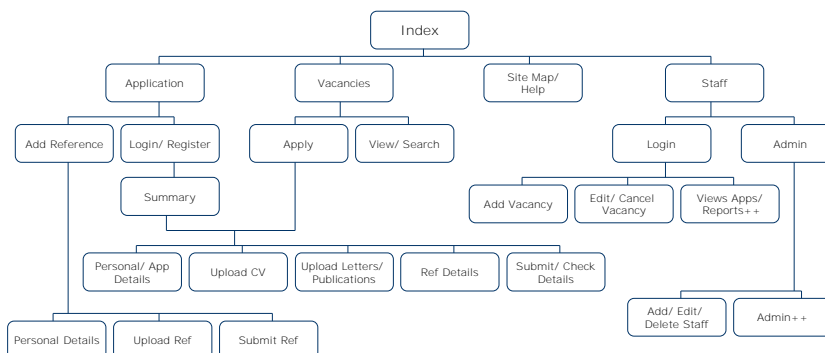 Index
Application
Vacancies
Site Map/
Help
Staff
Add Reference
Login/ Register
Apply
View/ Search
Login
Admin
Summary
Add Vacancy
Edit/ Cancel
Vacancy
Views Apps/
Reports++
Personal/ App
Details
Upload CV
Upload Letters/
Publications
Ref Details
Submit/ Check
Details
Add/ Edit/
Delete Staff
Admin++
Personal Details
Upload Ref
Submit Ref